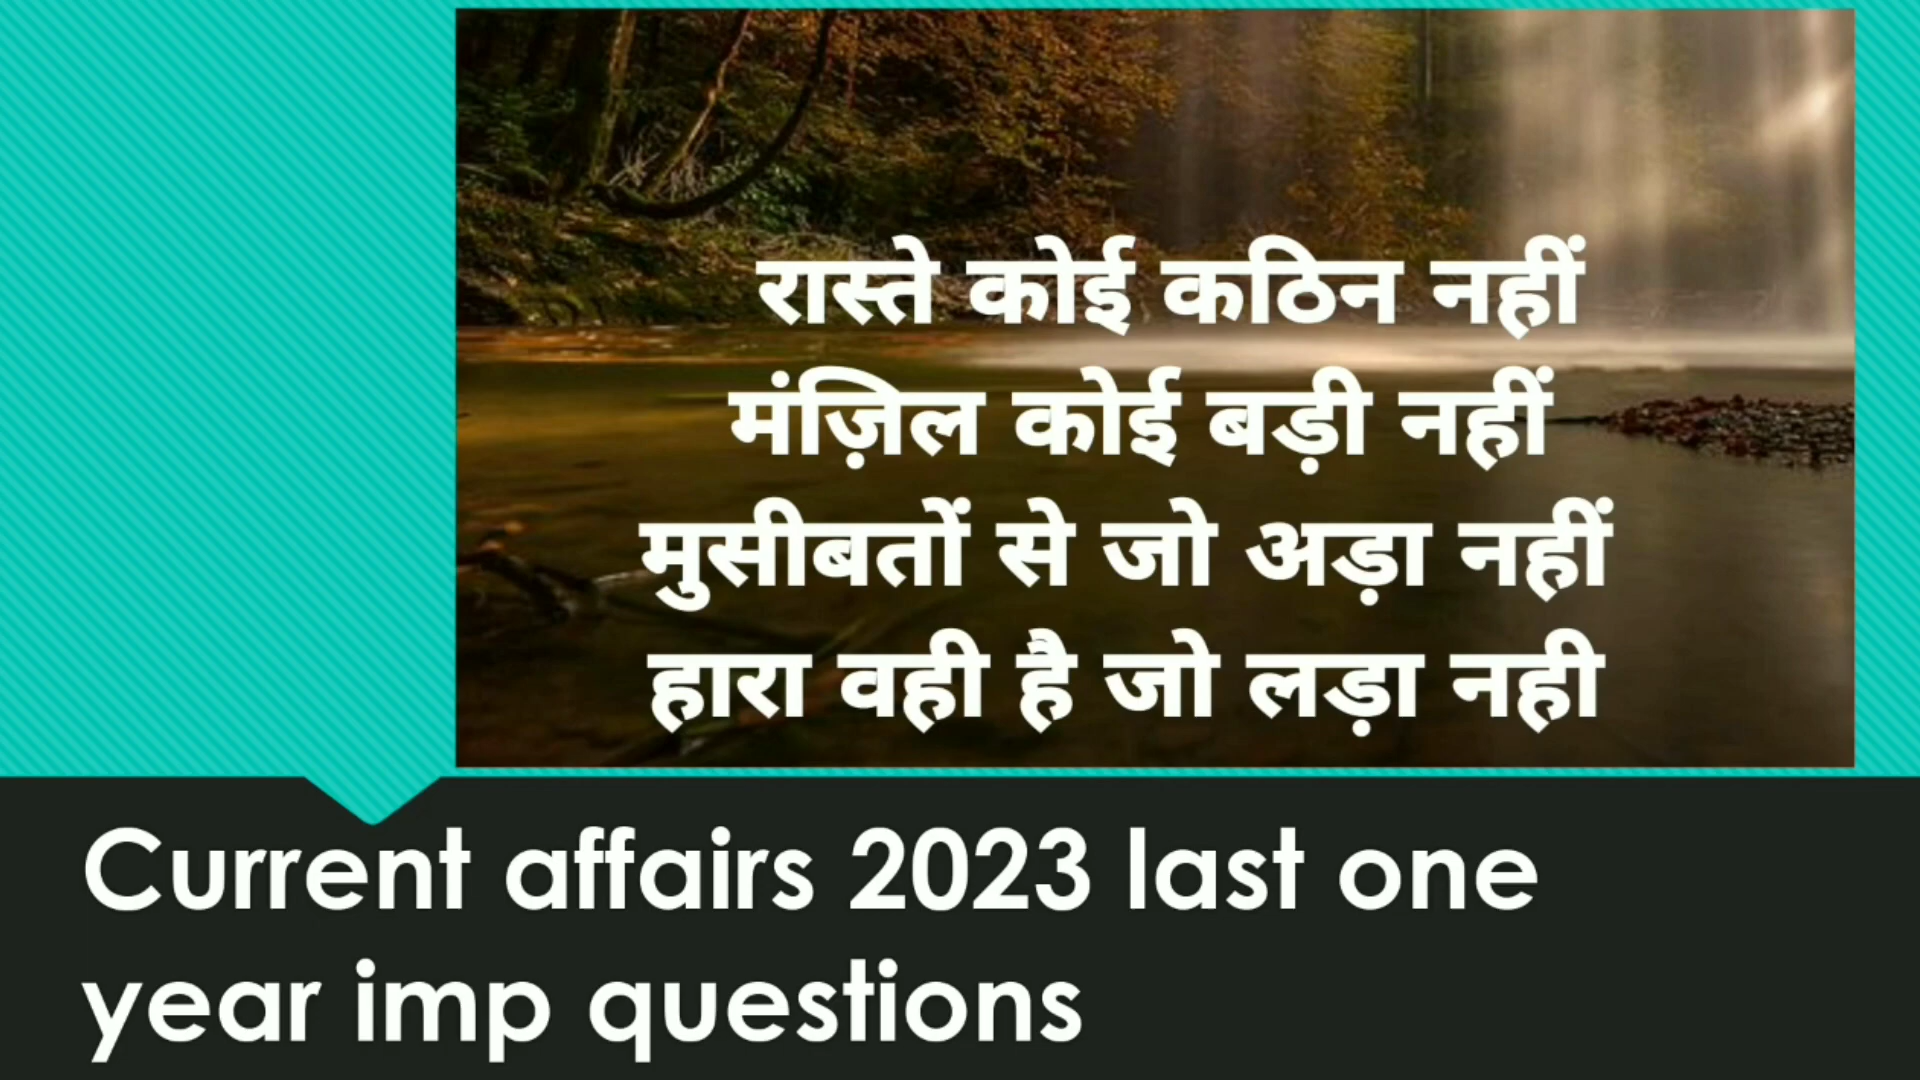 रास्ते कोई कठिन नहीं
मंज़िल कोई बड़ी नहीं
मुसीबतों से जो अड़ा नहीं
हारा वही है जो लड़ा नही
Current affairs 2023 last one
year imp questions